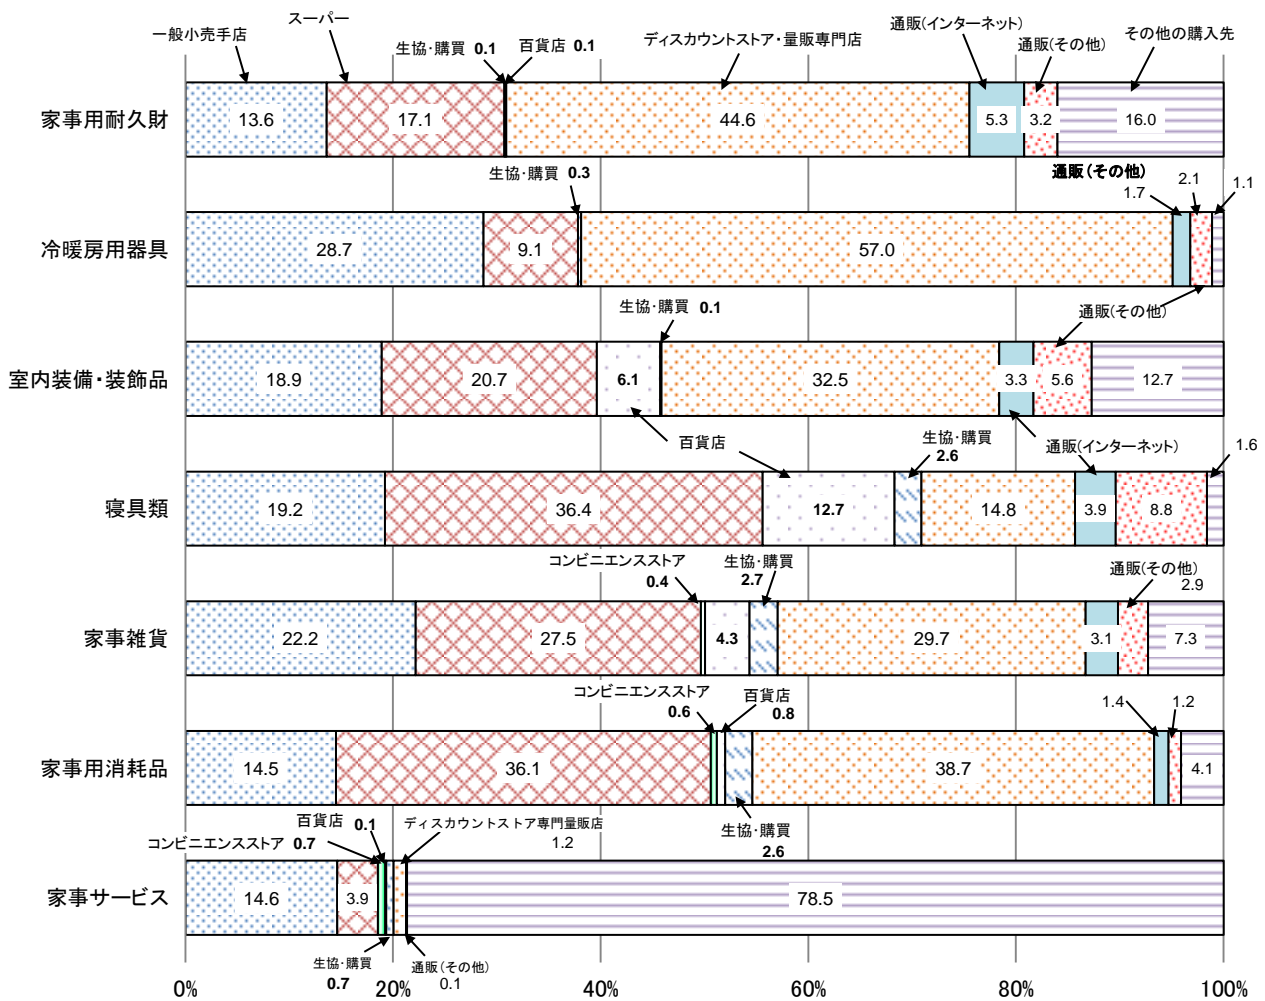 一般小売手店
スーパー
生協・購買 0.1
百貨店 0.1
ディスカウントストア・量販専門店
通販(インターネット)
通販(その他)
その他の購入先
家事用耐久財
13.6
17.1
44.6
5.3
3.2
16.0
生協・購買 0.3
通販(その他)
1.7
2.1
1.1
冷暖房用器具
28.7
9.1
57.0
生協・購買 0.1
通販(その他)
室内装備・装飾品
18.9
20.7
6.1
32.5
3.3
5.6
12.7
百貨店
生協・購買
2.6
通販(インターネット)
1.6
寝具類
19.2
36.4
12.7
14.8
3.9
8.8
コンビニエンスストア
0.4
生協・購買
2.7
通販(その他)
2.9
家事雑貨
22.2
27.5
4.3
29.7
3.1
7.3
コンビニエンスストア
0.6
百貨店
0.8
1.4
1.2
家事用消耗品
14.5
36.1
38.7
4.1
生協・購買
2.6
百貨店 0.1
コンビニエンスストア 0.7
ディスカウントストア専門量販店
1.2
家事サービス
14.6
3.9
78.5
生協・購買
0.7
通販(その他)
0.1
0%
20%
40%
60%
80%
100%